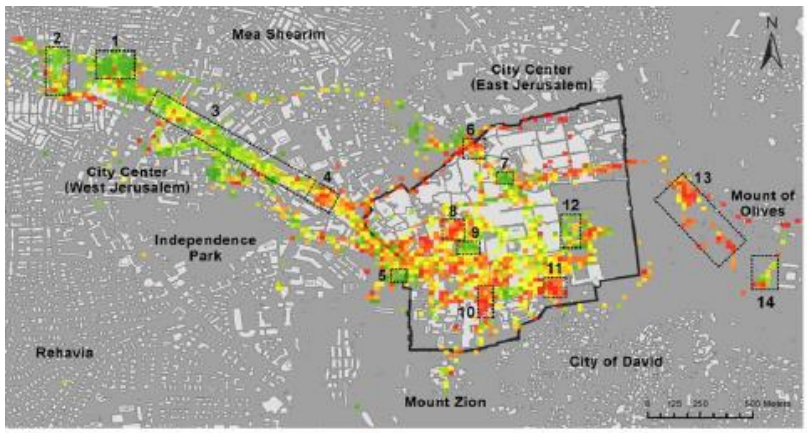 Mea Shearim
N
2
1
City Center
(East Jerusalem)
3
6
7
City Center
(West Jerusalem)
4
13
Mount of
Olives
12
8
Independence
Park
9
5
11
10
14
Rehavia
City of David
Mount Zion
0 125 250 500 Meters